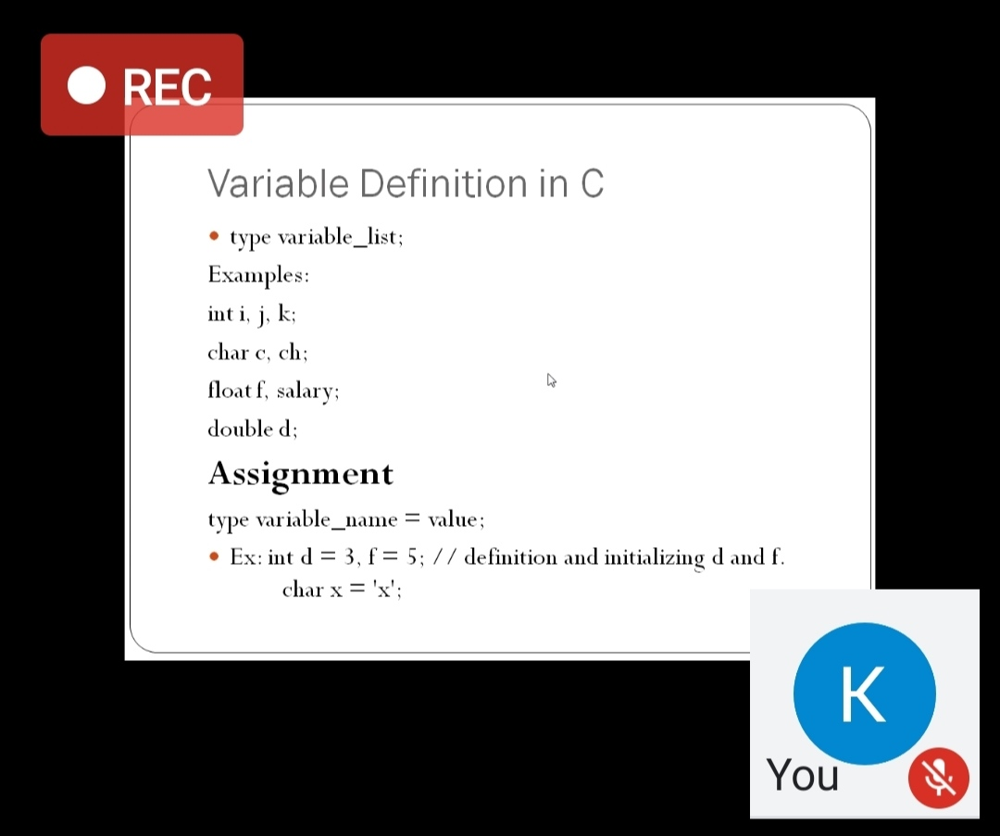 REC
Variable Definition in C
• type variable_list;
Examples:
int i, j, k;
char c, ch;
float f, salary;
double d;
Assignment
type variable_name = value;
• Ex: int d = 3, f = 5; // definition and initializing d and f.
char x = 'x';
K
You